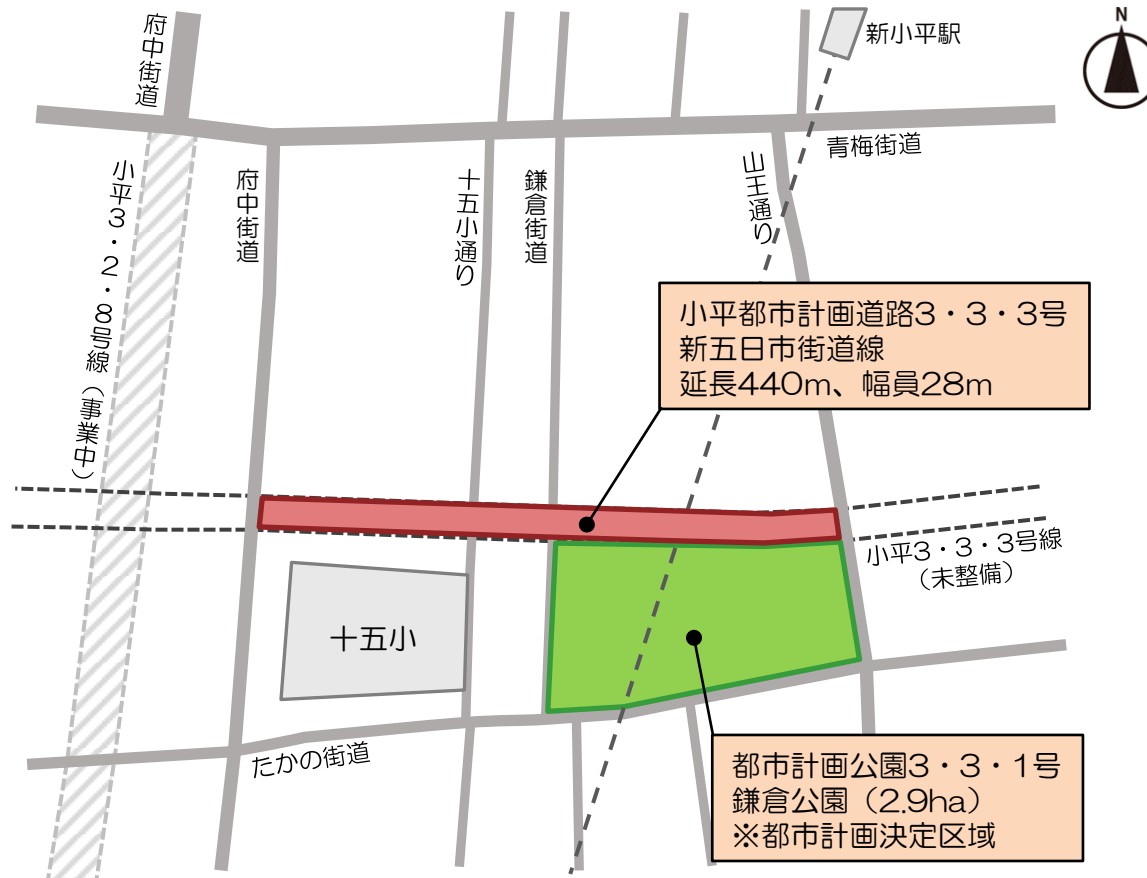 N
新小平駅
府中街道
青梅街道
小平3・2・8号線（事業中）
府中街道
十五小通り
鎌倉街道
山王通り
小平都市計画道路3・3・3号
新五日市街道線
延長440m、幅員28m
小平3・3・3号線
（未整備）
十五小
たかの街道
都市計画公園3・3・1号
鎌倉公園（2.9ha）
※都市計画決定区域